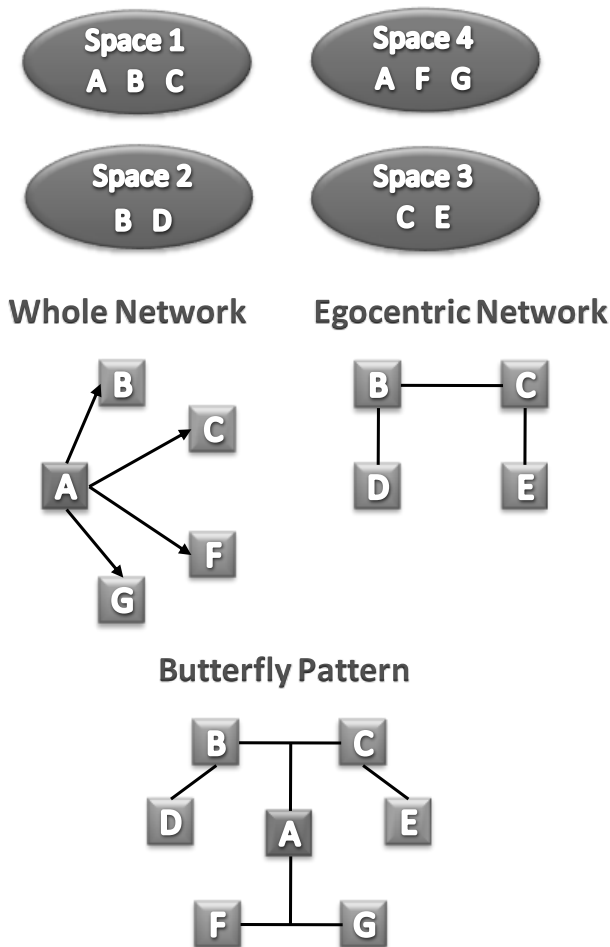 Space 1
A B C
Space 4
A F G
Space 2
B D
Space 3
C E
Whole Network
B
C
A
F
G
Egocentric Network
B C
D E
Butterfly Pattern
B C
D A E
F G